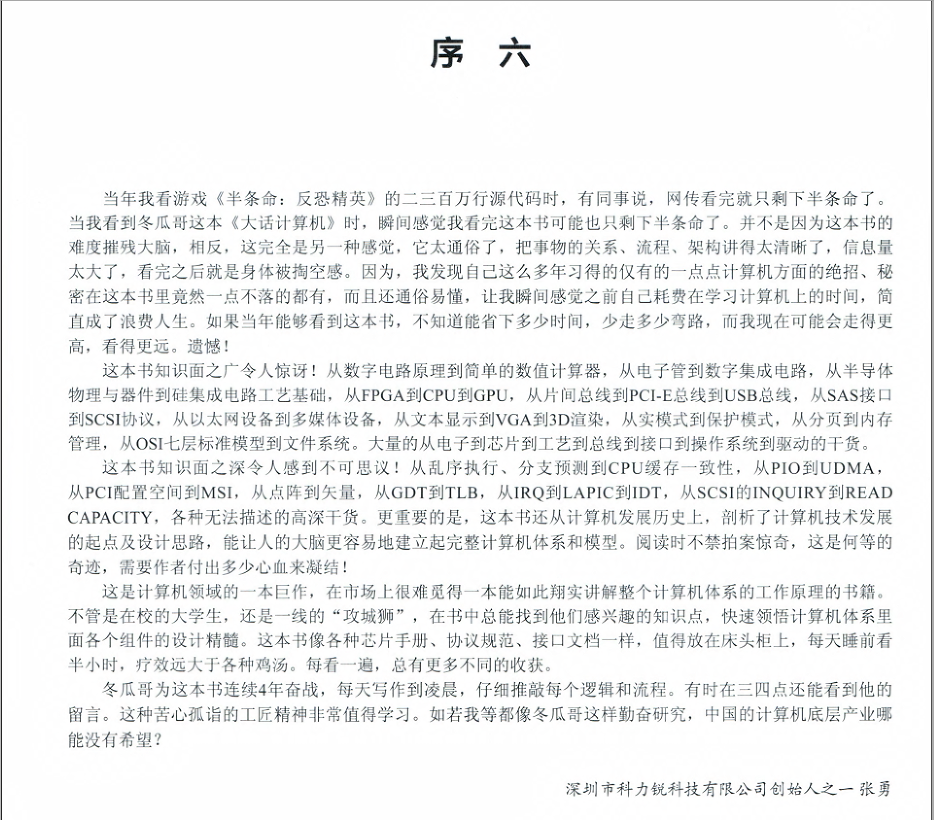 序 六
当年我看游戏《半条命：反恐精英》的二三百万行源代码时，有同事说，网传看完就只剩下半条命了。
当我看到冬瓜哥这本《大话计算机》时，瞬间感觉我看完这本书可能也只剩下半条命了。并不是因为这本书的
难度摧残大脑，相反，这完全是另一种感觉，它太通俗了，把事物的关系、流程、架构讲得太清晰了，信息量
太大了，看完之后就是身体被掏空感。因为，我发现自己这么多年习得的仅有的一点点计算机方面的绝招、秘
密在这本书里竟然一点不落的都有，而且还通俗易懂，让我瞬间感觉之前自己耗费在学习计算机上的时间，简
直成了浪费人生。如果当年能够看到这本书，不知道能省下多少时间，少走多少弯路，而我现在可能会走得更
高，看得更远。遗憾！
这本书知识面之广令人惊讶！从数字电路原理到简单的数值计算器，从电子管到数字集成电路，从半导体
物理与器件到硅集成电路工艺基础，从FPGA到CPU到GPU，从片间总线到PCI-E总线到USB总线，从SAS接口
到SCSI协议，从以太网设备到多媒体设备，从文本显示到VGA到3D渲染，从实模式到保护模式，从分页到内存
管理，从OSI七层标准模型到文件系统。大量的从电子到芯片到工艺到总线到接口到操作系统到驱动的干货。
这本书知识面之深令人感到不可思议！从乱序执行、分支预测到CPU缓存一致性，从PIO到UDMA，
从PCI配置空间到MSI，从点阵到矢量，从GDT到TLB，从IRQ到LAPIC到IDT，从SCSI的INQUIRY到READ
CAPACITY，各种无法描述的高深干货。更重要的是，这本书还从计算机发展历史上，剖析了计算机技术发展
的起点及设计思路，能让人的大脑更容易地建立起完整计算机体系和模型。阅读时不禁拍案惊奇，这是何等的
奇迹，需要作者付出多少心血来凝结！
这是计算机领域的一本巨作，在市场上很难觅得一本能如此翔实讲解整个计算机体系的工作原理的书籍。
不管是在校的大学生，还是一线的“攻城狮”，在书中总能找到他们感兴趣的知识点，快速领悟计算机体系里
面各个组件的设计精髓。这本书像各种芯片手册、协议规范、接口文档一样，值得放在床头柜上，每天睡前看
半小时，疗效远大于各种鸡汤。每看一遍，总有更多不同的收获。
冬瓜哥为这本书连续4年奋战，每天写作到凌晨，仔细推敲每个逻辑和流程。有时在三四点还能看到他的
留言。这种苦心孤诣的工匠精神非常值得学习。如若我等都像冬瓜哥这样勤奋研究，中国的计算机底层产业哪
能没有希望？
深圳市科力锐科技有限公司创始人之一 张勇